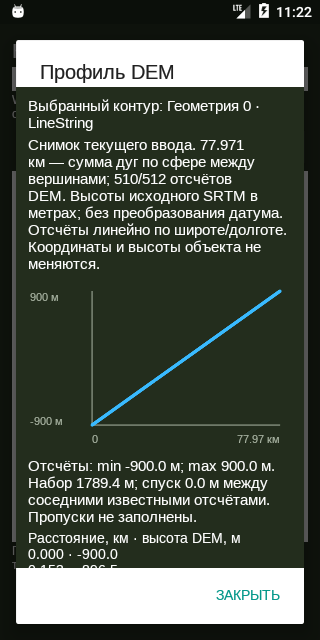 LTE 11:22
Профиль DEM
Выбранный контур: Геометрия 0 ·
LineString
Снимок текущего ввода. 77.971
км — сумма дуг по сфере между
вершинами; 510/512 отсчётов
DEM. Высоты исходного SRTM в
метрах; без преобразования датума.
Отсчёты линейно по широте/долготе.
Координаты и высоты объекта не
меняются.
900 м
-900 м
0 77.97 км
Отсчёты: min -900.0 м; max 900.0 м.
Набор 1789.4 м; спуск 0.0 м между
соседними известными отсчётами.
Пропуски не заполнены.
Расстояние, км · высота DEM, м
0.000 · -900.0
ЗАКРЫТЬ